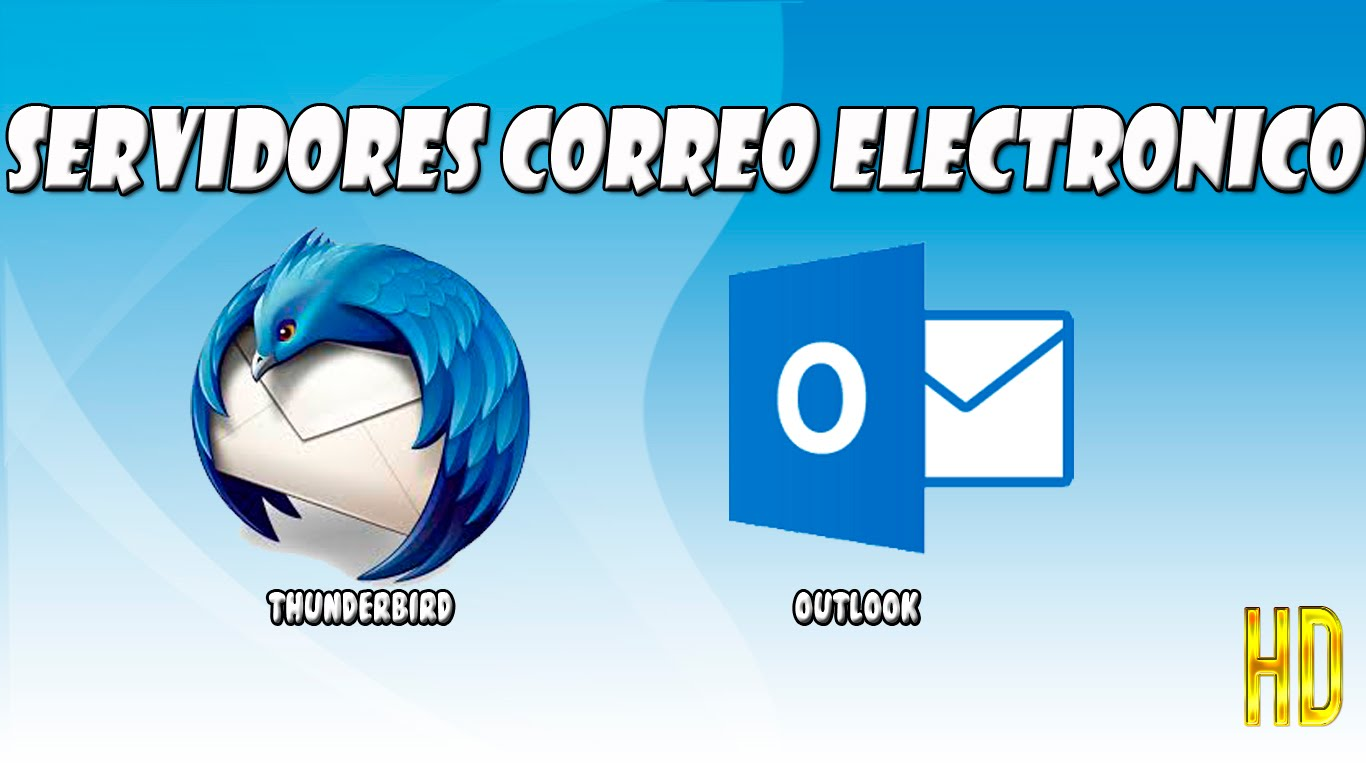 SERVIDORES CORREO ELECTRONICO
O
THUNDERBIRD
OUTLOOK
HD